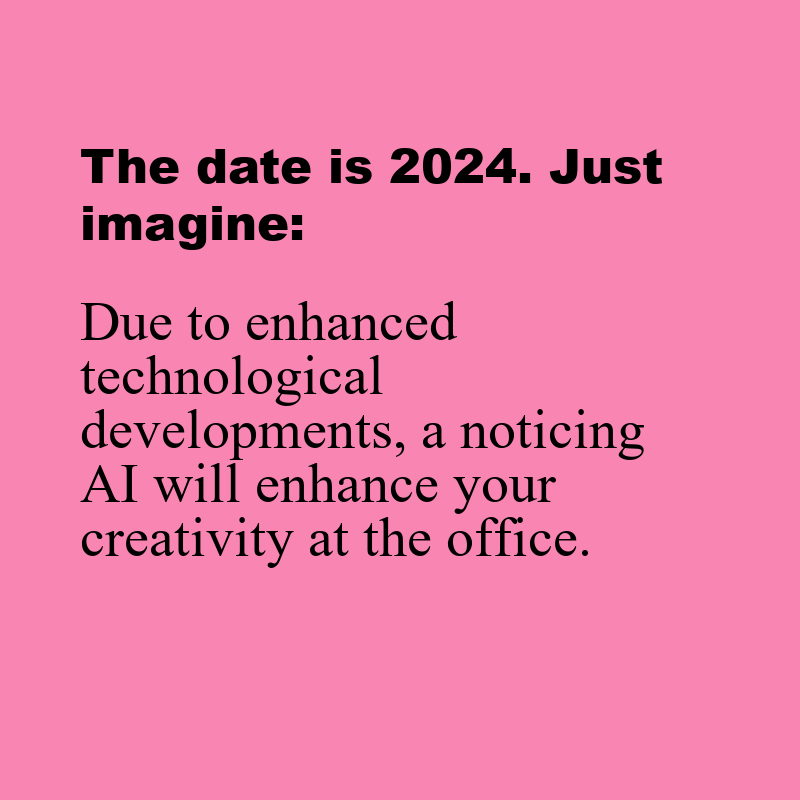 The date is 2024. Just
imagine:
Due to enhanced
technological
developments, a noticing
AI will enhance your
creativity at the office.